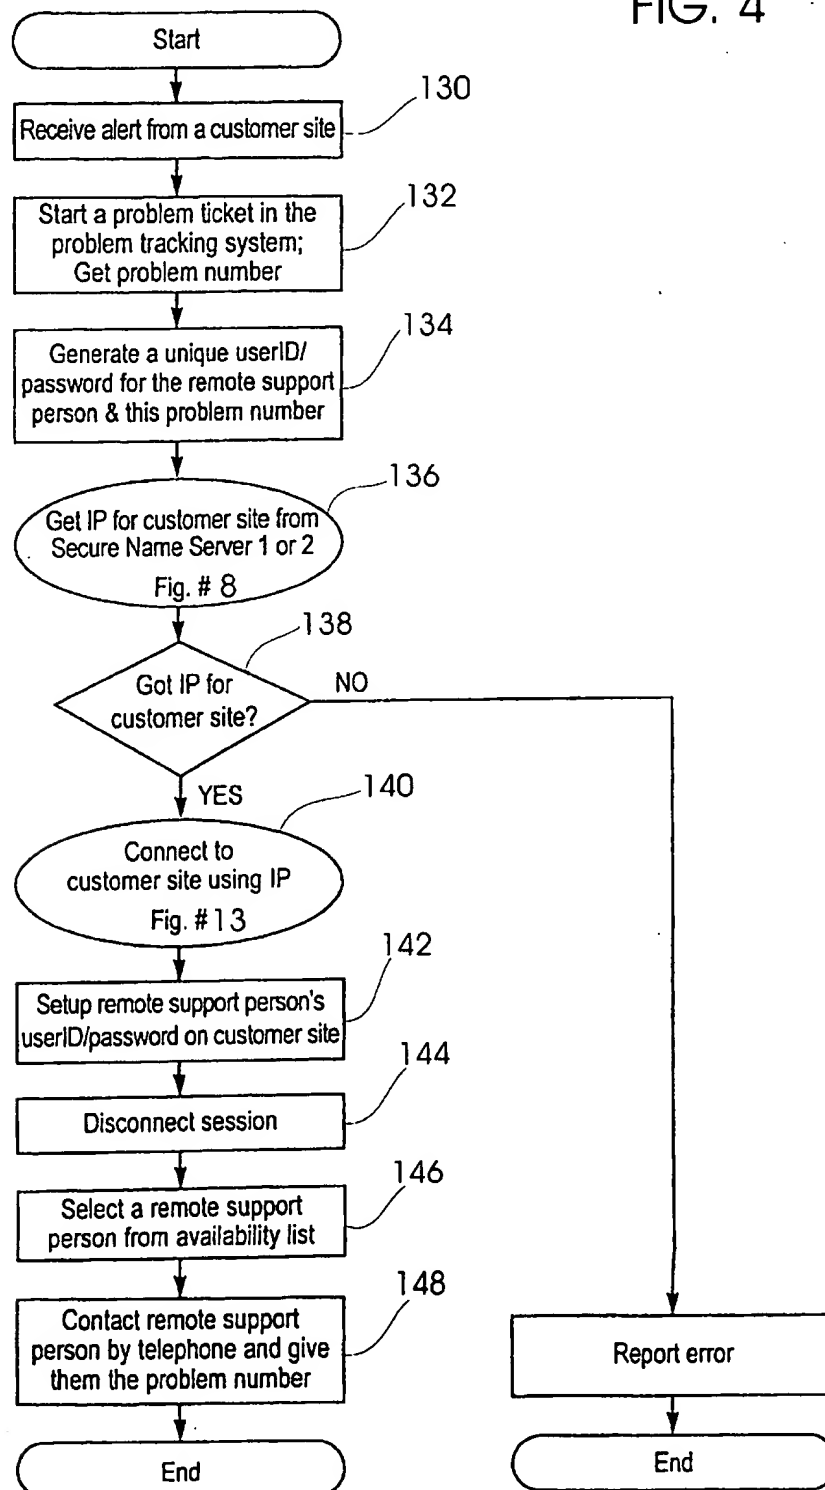 FIG. 4
Start
130
Receive alert from a customer site
132
Start a problem ticket in the
problem tracking system;
Get problem number
134
Generate a unique userID/
password for the remote support
person & this problem number
136
Get IP for customer site from
Secure Name Server 1 or 2
Fig. # 8
138
Got IP for
customer site?
NO
YES
140
Connect to
customer site using IP
Fig. # 13
142
Setup remote support person's
userID/password on customer site
144
Disconnect session
146
Select a remote support
person from availability list
148
Contact remote support
person by telephone and give
them the problem number
Report error
End
End